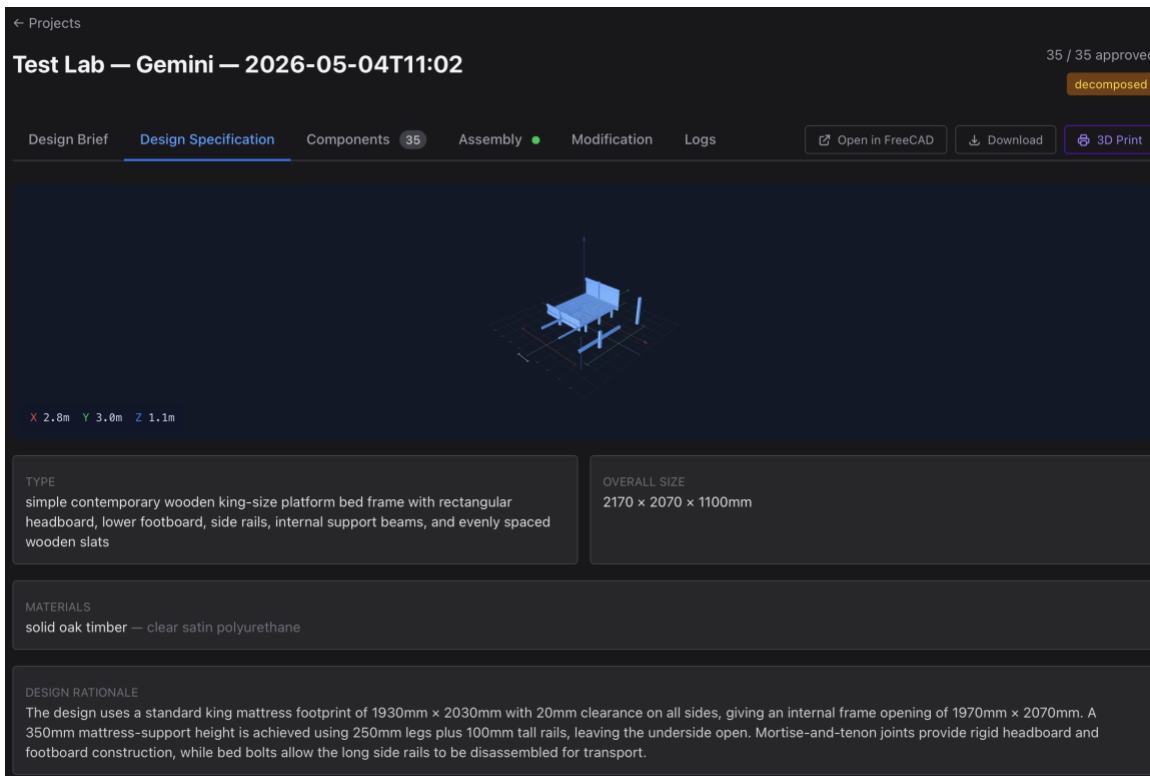 ← Projects
Test Lab — Gemini — 2026-05-04T11:02
35 / 35 approved
decomposed
Design Brief Design Specification Components 35 Assembly Modification Logs Open in FreeCAD Download 3D Print
X 2.8m Y 3.0m Z 1.1m
TYPE
simple contemporary wooden king-size platform bed frame with rectangular
headboard, lower footboard, side rails, internal support beams, and evenly spaced
wooden slats
OVERALL SIZE
2170 × 2070 × 1100mm
MATERIALS
solid oak timber — clear satin polyurethane
DESIGN RATIONALE
The design uses a standard king mattress footprint of 1930mm × 2030mm with 20mm clearance on all sides, giving an internal frame opening of 1970mm × 2070mm. A
350mm mattress-support height is achieved using 250mm legs plus 100mm tall rails, leaving the underside open. Mortise-and-tenon joints provide rigid headboard and
footboard construction, while bed bolts allow the long side rails to be disassembled for transport.